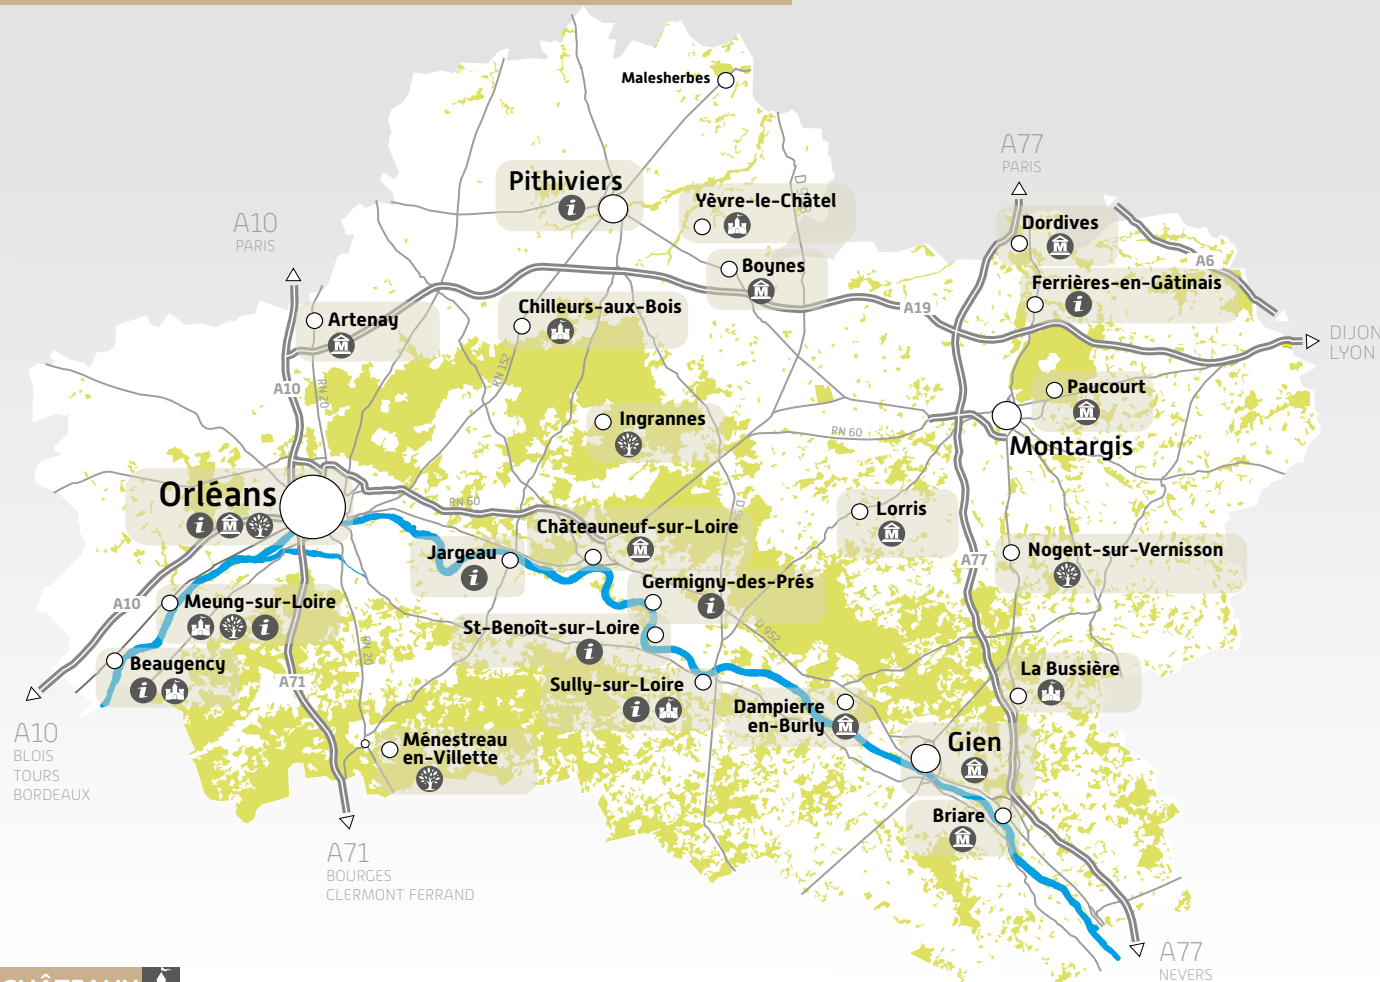 Malesherbes
A77
PARIS
Pithiviers
i
D 9
Yèvre-le-Château
A10
PARIS
Dordives
M
A6
Boynes
M
Ferrières-en-Gâtinais
i
Chilleurs-aux-Bois
A19
Artenay
M
DIJON
LYON
RN 152
A10
RN 20
Paucourt
M
Ingrannes
RN 60
Montargis
Orléans
i M
RN 60
Châteauneuf-sur-Loire
M
Lorris
M
Jargeau
i
A77
Nogent-sur-Vernisson
Germigny-des-Prés
i
A10
Meung-sur-Loire
i
St-Benoît-sur-Loire
i
D 952
RN 20
Beaugency
i
A71
Sully-sur-Loire
i
La Bussière
Dampierre
en-Burly
M
A10
BLOIS
TOURS
BORDEAUX
Ménestreau
en-Villette
Gien
M
Briare
M
A71
BOURGES
CLERMONT FERRAND
A77
NEVERS
CHÂTEAUX